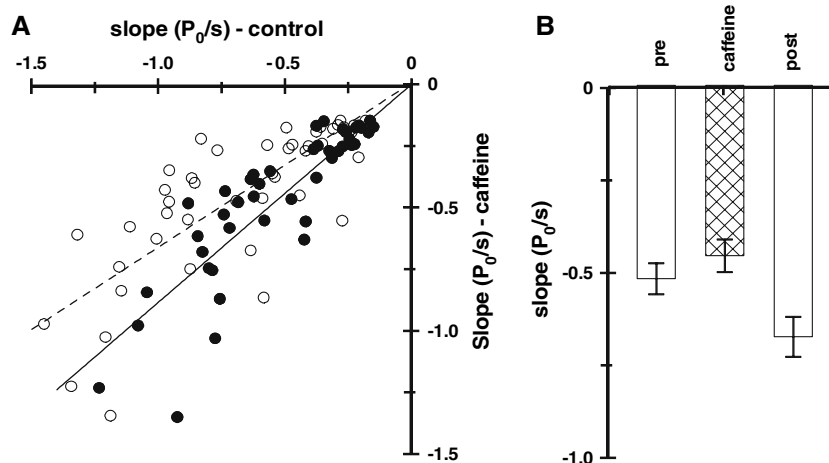 A
slope (P0/s) - control
-1.5
-1.0
-0.5
0
0
-0.5
-1.0
-1.5
Slope (P0/s) - caffeine
B
pre
caffeine
post
0
-0.5
-1.0
slope (P0/s)